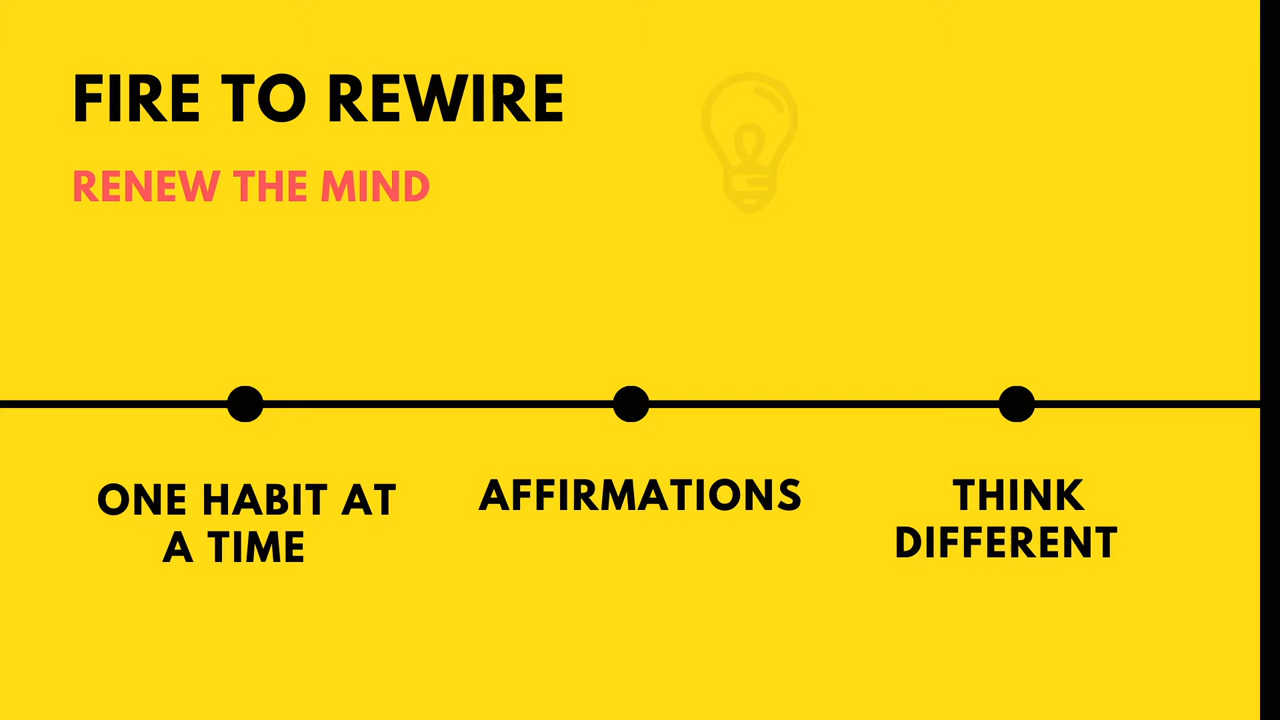 FIRE TO REWIRE
RENEW THE MIND
ONE HABIT AT
A TIME
AFFIRMATIONS
THINK
DIFFERENT